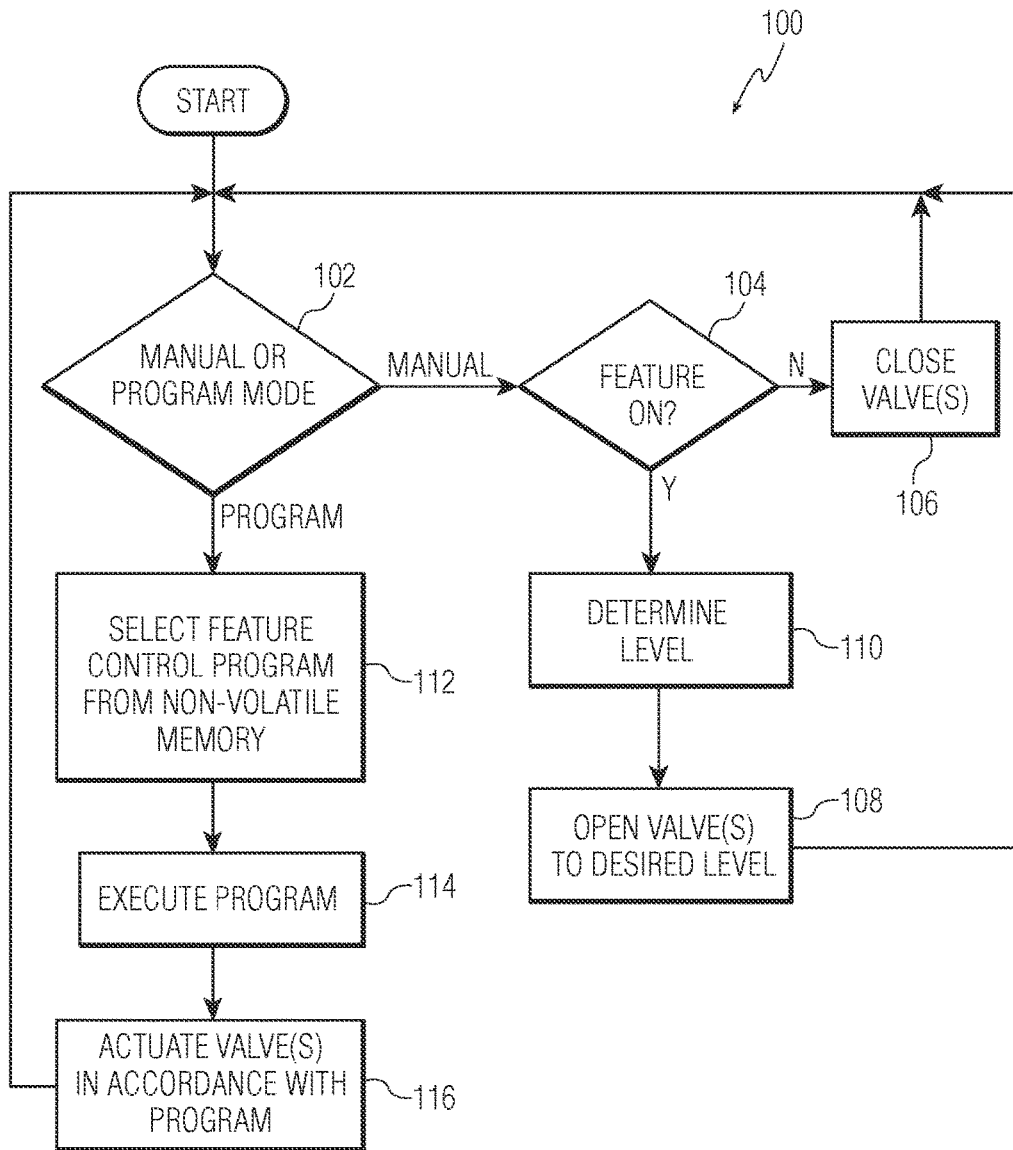 100
START
102
MANUAL OR
PROGRAM MODE
MANUAL
104
FEATURE
ON?
N
CLOSE
VALVE(S)
106
Y
PROGRAM
SELECT FEATURE
CONTROL PROGRAM
FROM NON-VOLATILE
MEMORY
112
DETERMINE
LEVEL
110
OPEN VALVE(S)
TO DESIRED LEVEL
108
EXECUTE PROGRAM
114
ACTUATE VALVE(S)
IN ACCORDANCE WITH
PROGRAM
116